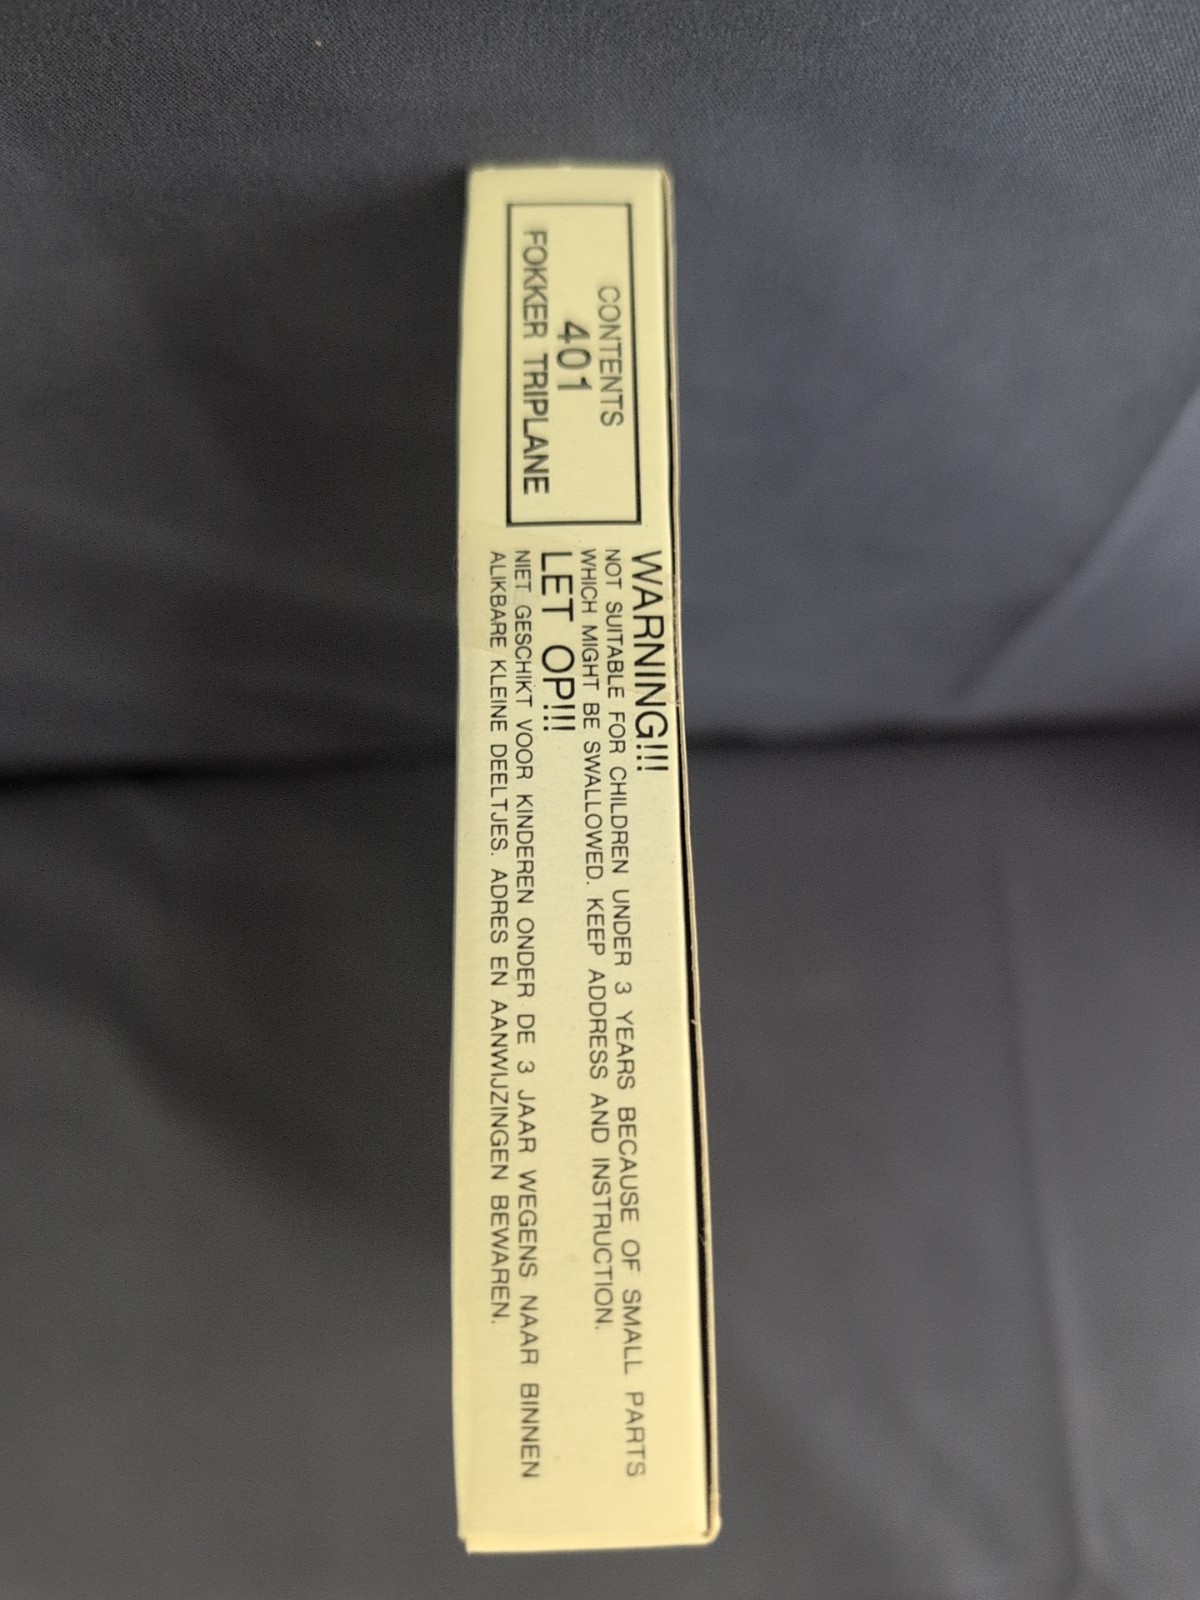 CONTENTS
401
FOKKER TRIPLANE
WARNING!!!
NOT SUITABLE FOR CHILDREN UNDER 3 YEARS BECAUSE OF SMALL PARTS
WHICH MIGHT BE SWALLOWED. KEEP ADDRESS AND INSTRUCTION.
LET OP!!!
NIET GESCHIKT VOOR KINDEREN ONDER DE 3 JAAR WEGENS NAAR BINNEN
ALIKBARE KLEINE DEELTJES. ADRES EN AANWIJZINGEN BEWAREN.